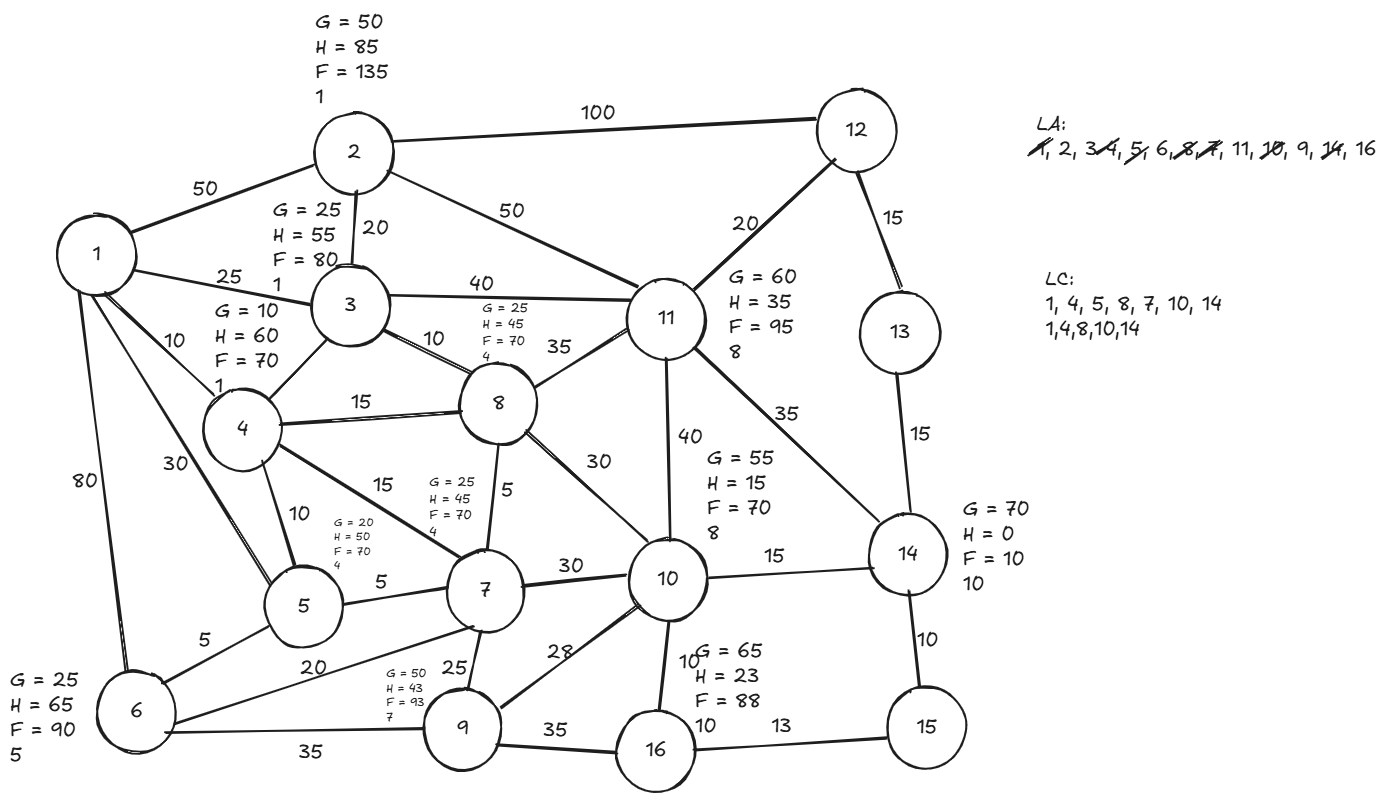 G = 50
H = 85
F = 135
1
100
12
LA:
1, 2, 3 4, 5, 6, 8, 7, 11, 10, 9, 14, 16
2
50
50
20
15
1
G = 25
H = 55
F = 80
1
20
25
3
40
11
G = 60
H = 35
F = 95
8
13
LC:
1, 4, 5, 8, 7, 10, 14
1,4,8,10,14
G = 10
H = 60
F = 70
1
10
10
G = 25
H = 45
F = 70
4
35
4
15
8
35
15
80
30
15
40
30
G = 55
H = 15
F = 70
8
G = 25
H = 45
F = 70
4
5
10
G = 20
H = 50
F = 70
4
G = 70
H = 0
F = 10
10
14
15
5
5
7
30
10
5
20
25
28
10
G = 65
H = 23
F = 88
10
10
G = 25
H = 65
F = 90
5
6
G = 50
H = 43
F = 93
7
9
35
35
16
13
15